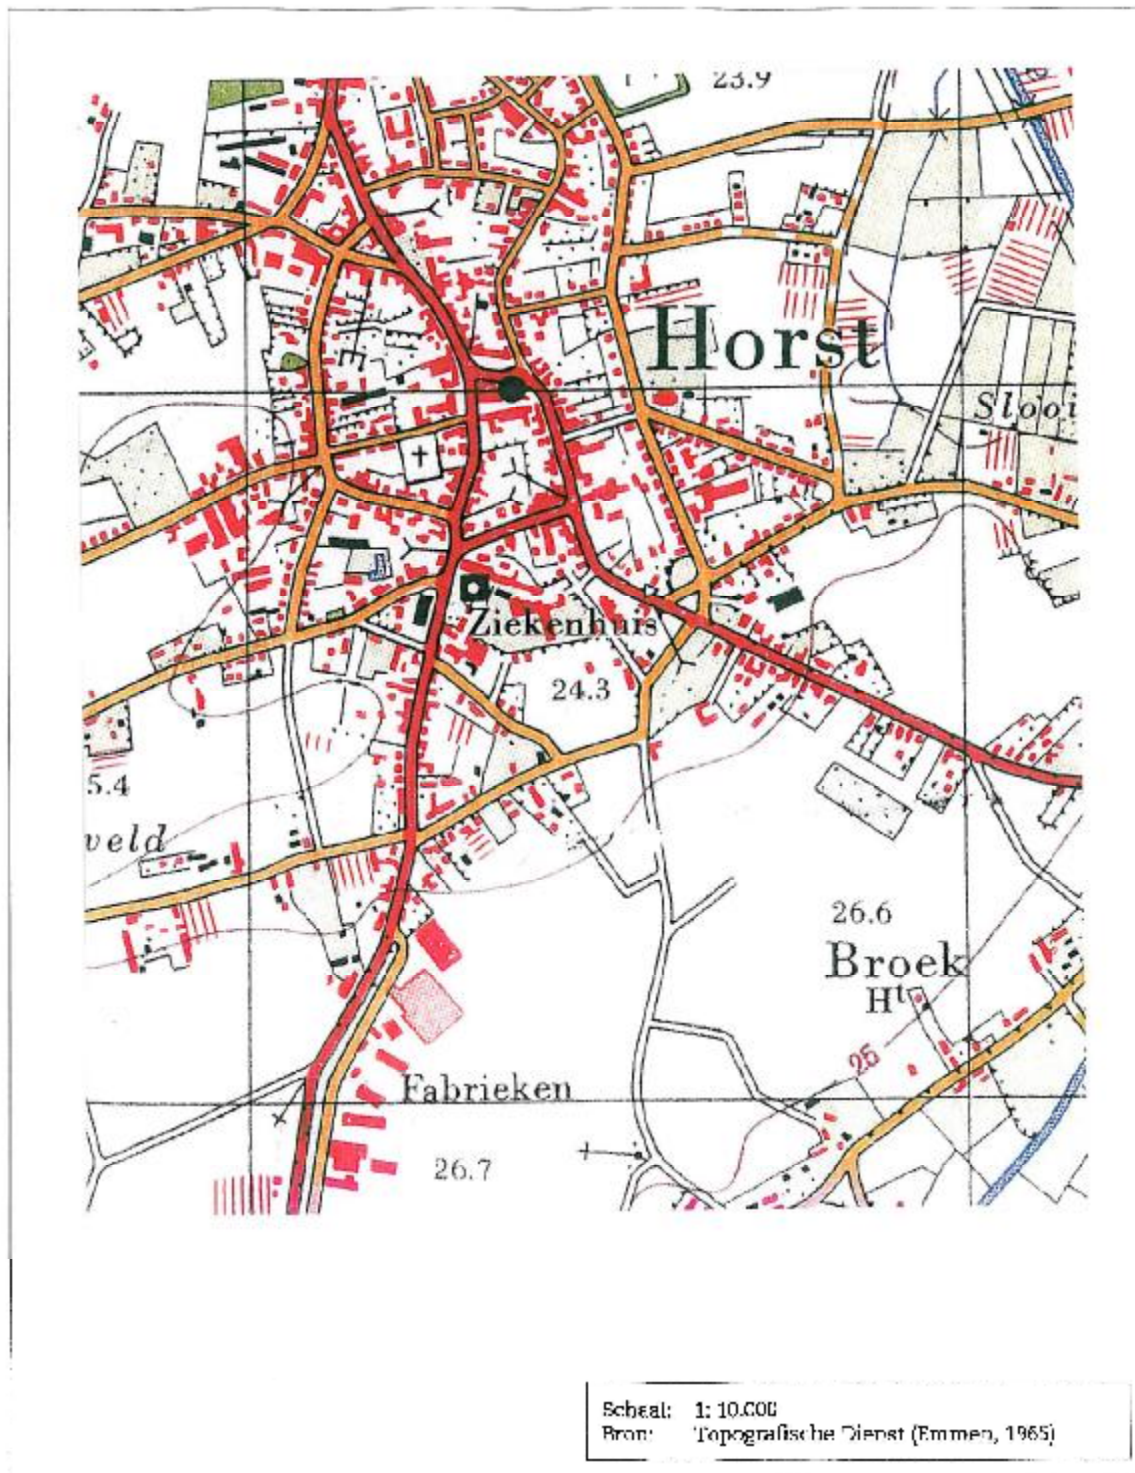 23.9
Horst
Slooi
Ziekenhuis
24.3
5.4
veld
26.6
Broek
Ht
25
Fabrieken
26.7
Schaal: 1: 10.000
Bron: Topografische Dienst (Emmen, 1965)